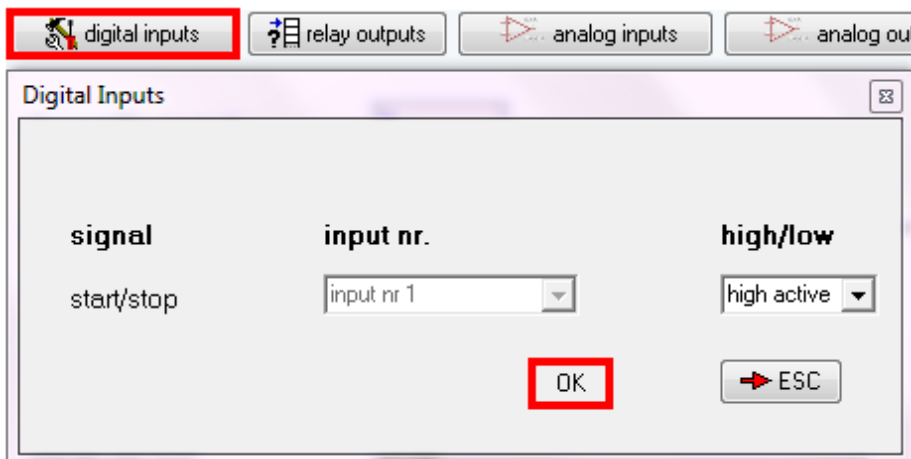 digital inputs
relay outputs
analog inputs
analog ou
Digital Inputs
signal input nr. high/low
start/stop input nr 1 high active
OK ESC